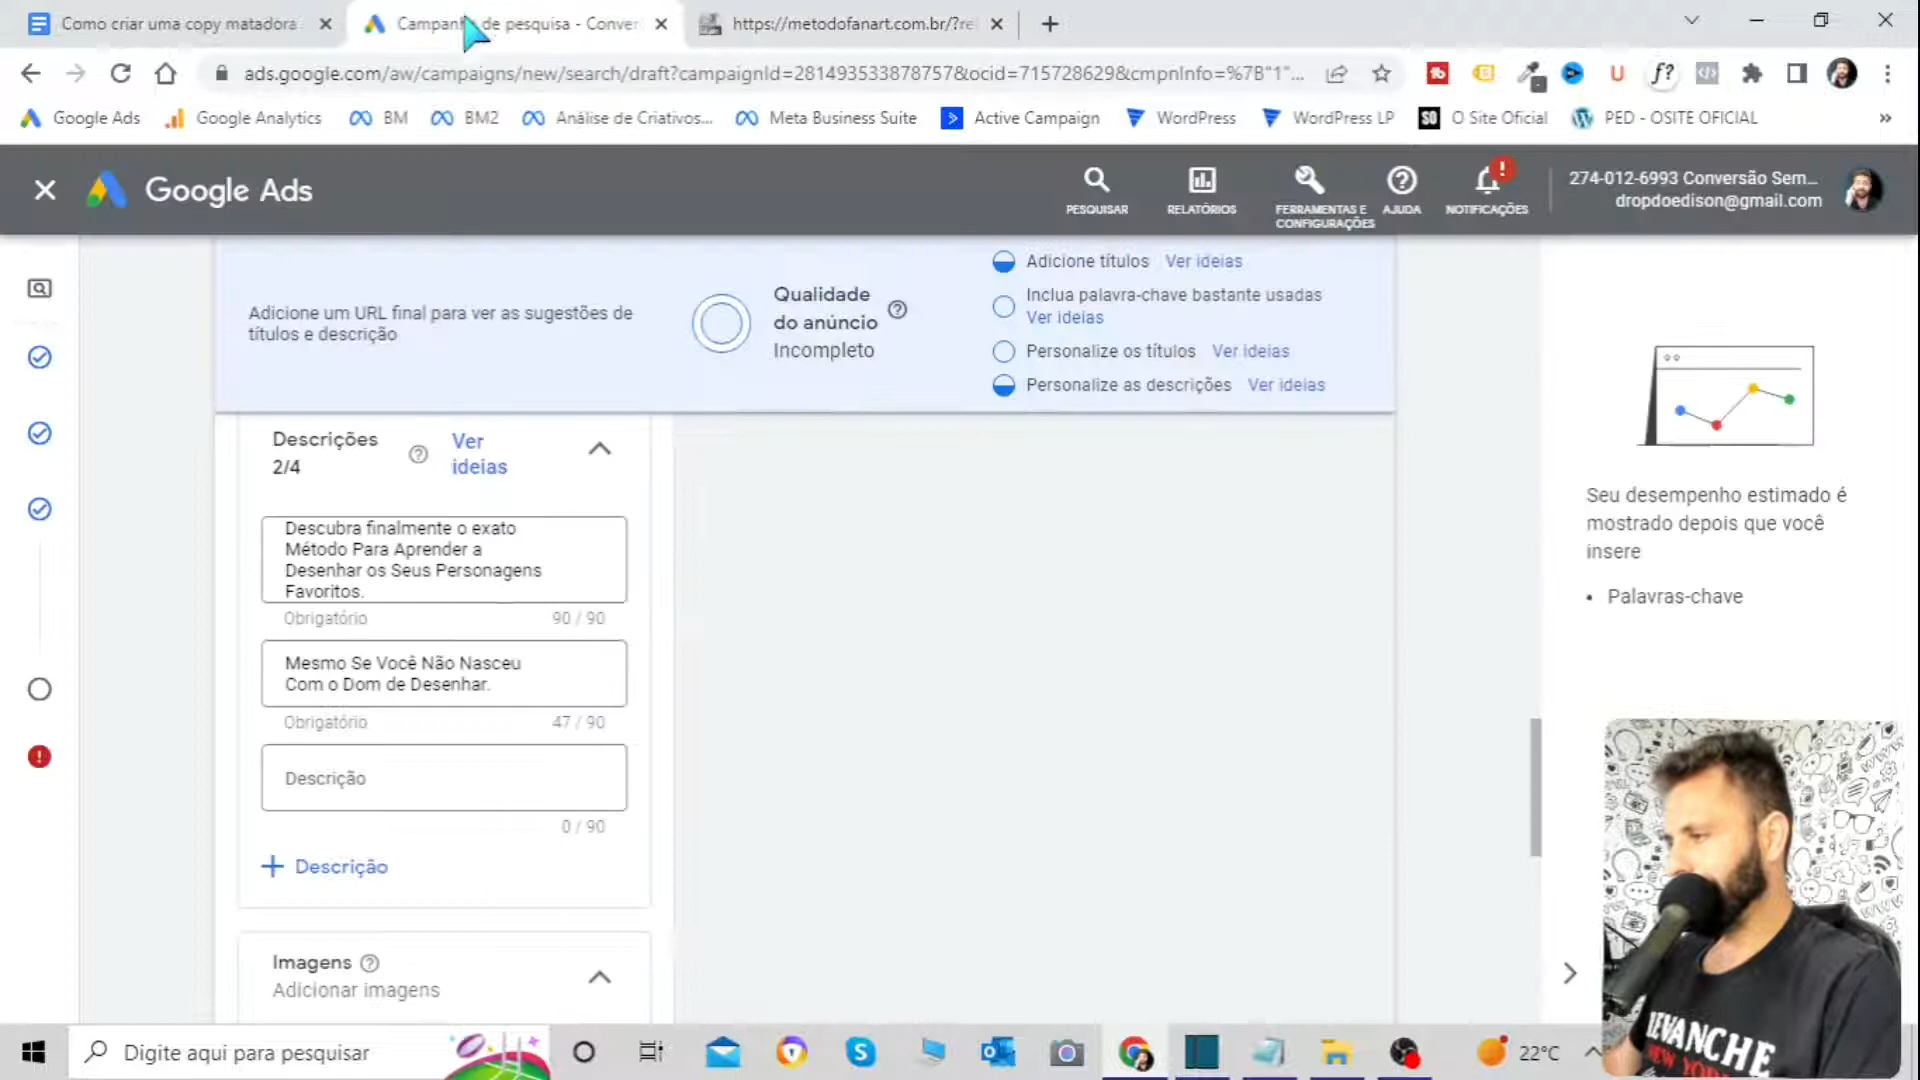 Como criar uma copy matadora
Campanha de pesquisa - Conver
https://metodofanart.com.br/?re
ads.google.com/aw/campaigns/new/search/draft?campaignId=281493533878757&ocid=715728629&cmpnInfo=%7B"1"...
Google Ads
Google Analytics
BM
BM2
Análise de Criativos...
Meta Business Suite
Active Campaign
WordPress
WordPress LP
O Site Oficial
PED - OSITE OFICIAL
»
Google Ads
PESQUISAR
RELATÓRIOS
FERRAMENTAS E
CONFIGURAÇÕES
AJUDA
NOTIFICAÇÕES
274-012-6993 Conversão Sem...
dropdoedison@gmail.com
Adicione um URL final para ver as sugestões de
títulos e descrição
Qualidade
do anúncio
Incompleto
Adicione títulos Ver ideias
Inclua palavra-chave bastante usadas
Ver ideias
Personalize os títulos Ver ideias
Personalize as descrições Ver ideias
Descrições
2/4
Ver
ideias
Descubra finalmente o exato
Método Para Aprender a
Desenhar os Seus Personagens
Favoritos.
Obrigatório 90 / 90
Mesmo Se Você Não Nasceu
Com o Dom de Desenhar.
Obrigatório 47 / 90
Descrição
0 / 90
+ Descrição
Imagens
Adicionar imagens
Seu desempenho estimado é
mostrado depois que você
insere
• Palavras-chave
REVANCHE
NEW YORK
Digite aqui para pesquisar
22°C